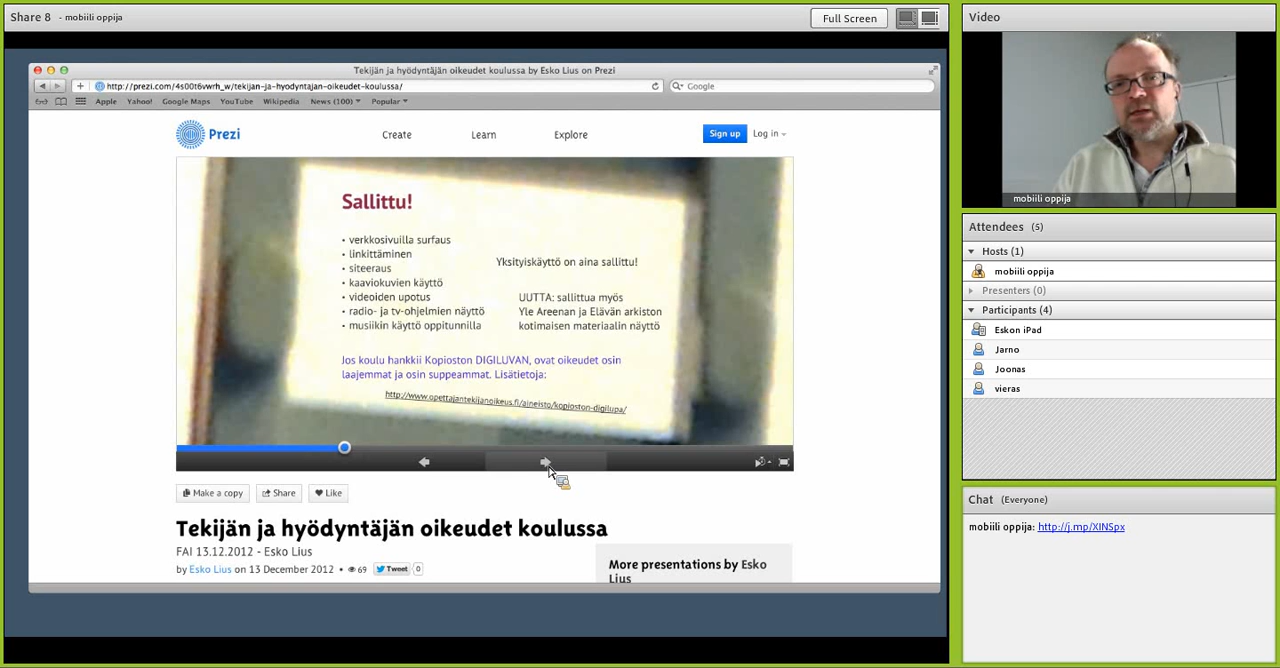 Share 8 - mobiili oppija
Full Screen
Tekijän ja hyödyntäjän oikeudet koulussa by Esko Lius on Prezi
http://prezi.com/4s00t6vwrh_w/tekijan-ja-hyodyntajan-oikeudet-koulussa/
Google
Apple Yahoo! Google Maps YouTube Wikipedia News (100) Popular
Prezi
Create Learn Explore
Sign up Log in
Sallittu!
• verkkosivuilla surfaus
• linkittäminen
• siteeraus
• kaaviokuvien käyttö
• videoiden upotus
• radio- ja tv-ohjelmien näyttö
• musiikin käyttö oppitunnilla
Yksityiskäyttö on aina sallittu!
UUTTA: sallittua myös
Yle Areenan ja Elävän arkiston
kotimaisen materiaalin näyttö
Jos koulu hankkii Kopioston DIGILUVAN, ovat oikeudet osin
laajemmat ja osin suppeammat. Lisätietoja:
http://www.opettajantekijanoikeus.fi/aineisto/kopioston-digilupa/
Make a copy Share Like
Tekijän ja hyödyntäjän oikeudet koulussa
FAI 13.12.2012 - Esko Lius
by Esko Lius on 13 December 2012 • 69 Tweet 0
More presentations by Esko
Lius
Video
mobiili oppija
Attendees (5)
Hosts (1)
mobiili oppija
Presenters (0)
Participants (4)
Eskon iPad
Jarno
Joonas
vieras
Chat (Everyone)
mobiili oppija: http://j.mp/XINSpx